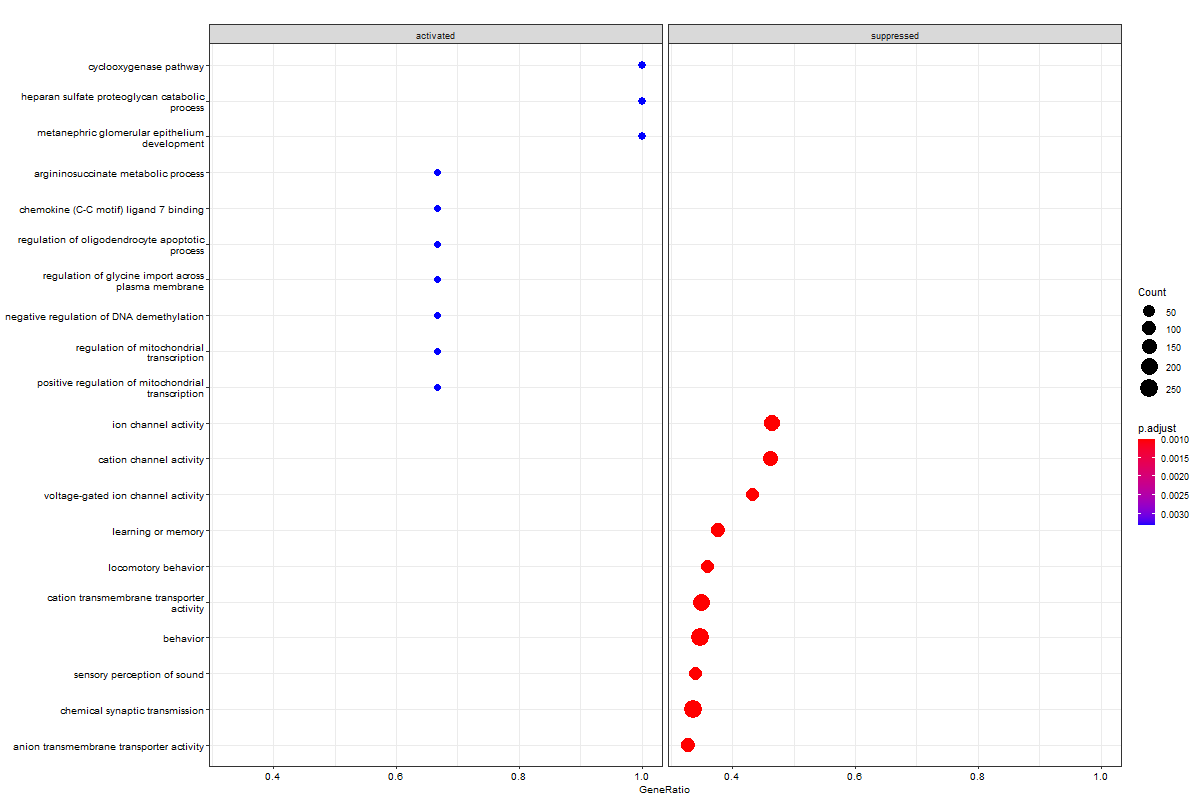 activated
suppressed
cyclooxygenase pathway
heparan sulfate proteoglycan catabolic
process
metanephric glomerular epithelium
development
argininosuccinate metabolic process
chemokine (C-C motif) ligand 7 binding
regulation of oligodendrocyte apoptotic
process
regulation of glycine import across
plasma membrane
negative regulation of DNA demethylation
regulation of mitochondrial
transcription
positive regulation of mitochondrial
transcription
ion channel activity
cation channel activity
voltage-gated ion channel activity
learning or memory
locomotory behavior
cation transmembrane transporter
activity
behavior
sensory perception of sound
chemical synaptic transmission
anion transmembrane transporter activity
0.4 0.6 0.8 1.0 0.4 0.6 0.8 1.0
GeneRatio
Count
50
100
150
200
250
p.adjust
0.0010
0.0015
0.0020
0.0025
0.0030